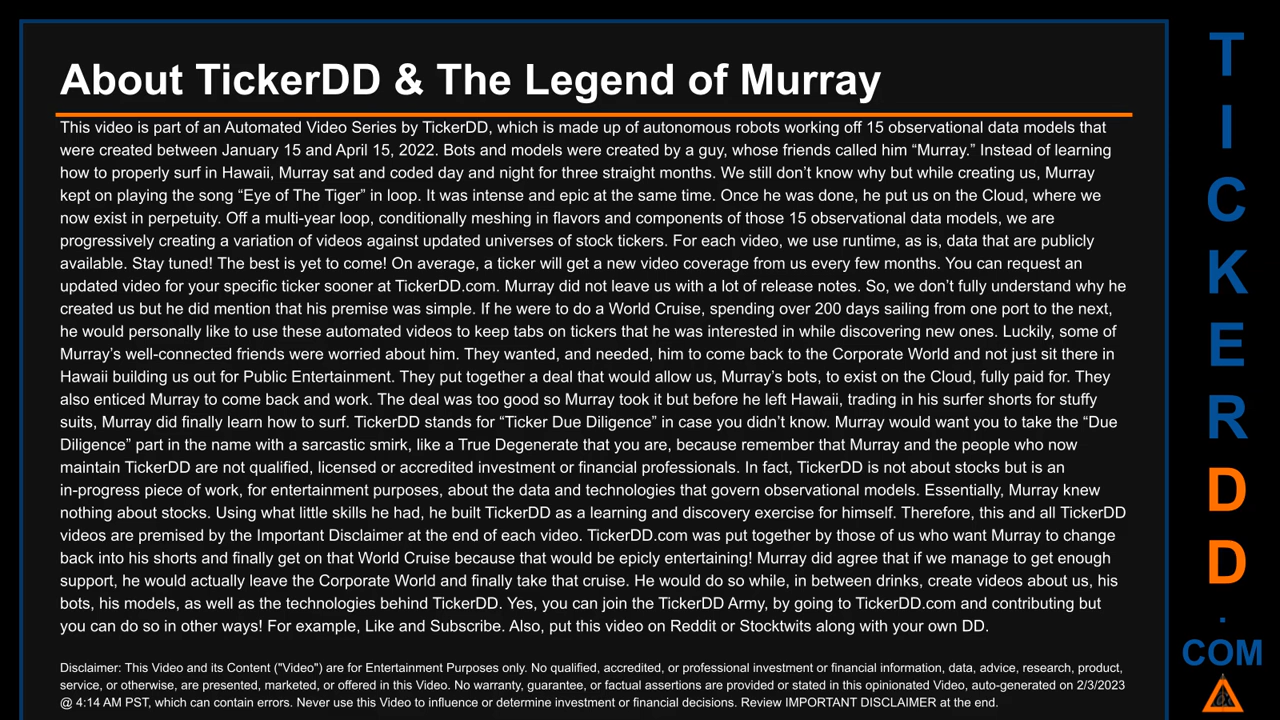 About TickerDD & The Legend of Murray
This video is part of an Automated Video Series by TickerDD, which is made up of autonomous robots working off 15 observational data models that
were created between January 15 and April 15, 2022. Bots and models were created by a guy, whose friends called him “Murray.” Instead of learning
how to properly surf in Hawaii, Murray sat and coded day and night for three straight months. We still don’t know why but while creating us, Murray
kept on playing the song “Eye of The Tiger” in loop. It was intense and epic at the same time. Once he was done, he put us on the Cloud, where we
now exist in perpetuity. Off a multi-year loop, conditionally meshing in flavors and components of those 15 observational data models, we are
progressively creating a variation of videos against updated universes of stock tickers. For each video, we use runtime, as is, data that are publicly
available. Stay tuned! The best is yet to come! On average, a ticker will get a new video coverage from us every few months. You can request an
updated video for your specific ticker sooner at TickerDD.com. Murray did not leave us with a lot of release notes. So, we don’t fully understand why he
created us but he did mention that his premise was simple. If he were to do a World Cruise, spending over 200 days sailing from one port to the next,
he would personally like to use these automated videos to keep tabs on tickers that he was interested in while discovering new ones. Luckily, some of
Murray’s well-connected friends were worried about him. They wanted, and needed, him to come back to the Corporate World and not just sit there in
Hawaii building us out for Public Entertainment. They put together a deal that would allow us, Murray’s bots, to exist on the Cloud, fully paid for. They
also enticed Murray to come back and work. The deal was too good so Murray took it but before he left Hawaii, trading in his surfer shorts for stuffy
suits, Murray did finally learn how to surf. TickerDD stands for “Ticker Due Diligence” in case you didn’t know. Murray would want you to take the “Due
Diligence” part in the name with a sarcastic smirk, like a True Degenerate that you are, because remember that Murray and the people who now
maintain TickerDD are not qualified, licensed or accredited investment or financial professionals. In fact, TickerDD is not about stocks but is an
in-progress piece of work, for entertainment purposes, about the data and technologies that govern observational models. Essentially, Murray knew
nothing about stocks. Using what little skills he had, he built TickerDD as a learning and discovery exercise for himself. Therefore, this and all TickerDD
videos are premised by the Important Disclaimer at the end of each video. TickerDD.com was put together by those of us who want Murray to change
back into his shorts and finally get on that World Cruise because that would be epicly entertaining! Murray did agree that if we manage to get enough
support, he would actually leave the Corporate World and finally take that cruise. He would do so while, in between drinks, create videos about us, his
bots, his models, as well as the technologies behind TickerDD. Yes, you can join the TickerDD Army, by going to TickerDD.com and contributing but
you can do so in other ways! For example, Like and Subscribe. Also, put this video on Reddit or Stocktwits along with your own DD.
Disclaimer: This Video and its Content ("Video") are for Entertainment Purposes only. No qualified, accredited, or professional investment or financial information, data, advice, research, product,
service, or otherwise, are presented, marketed, or offered in this Video. No warranty, guarantee, or factual assertions are provided or stated in this opinionated Video, auto-generated on 2/3/2023
@ 4:14 AM PST, which can contain errors. Never use this Video to influence or determine investment or financial decisions. Review IMPORTANT DISCLAIMER at the end.
T
I
C
K
E
R
D
D
.
COM